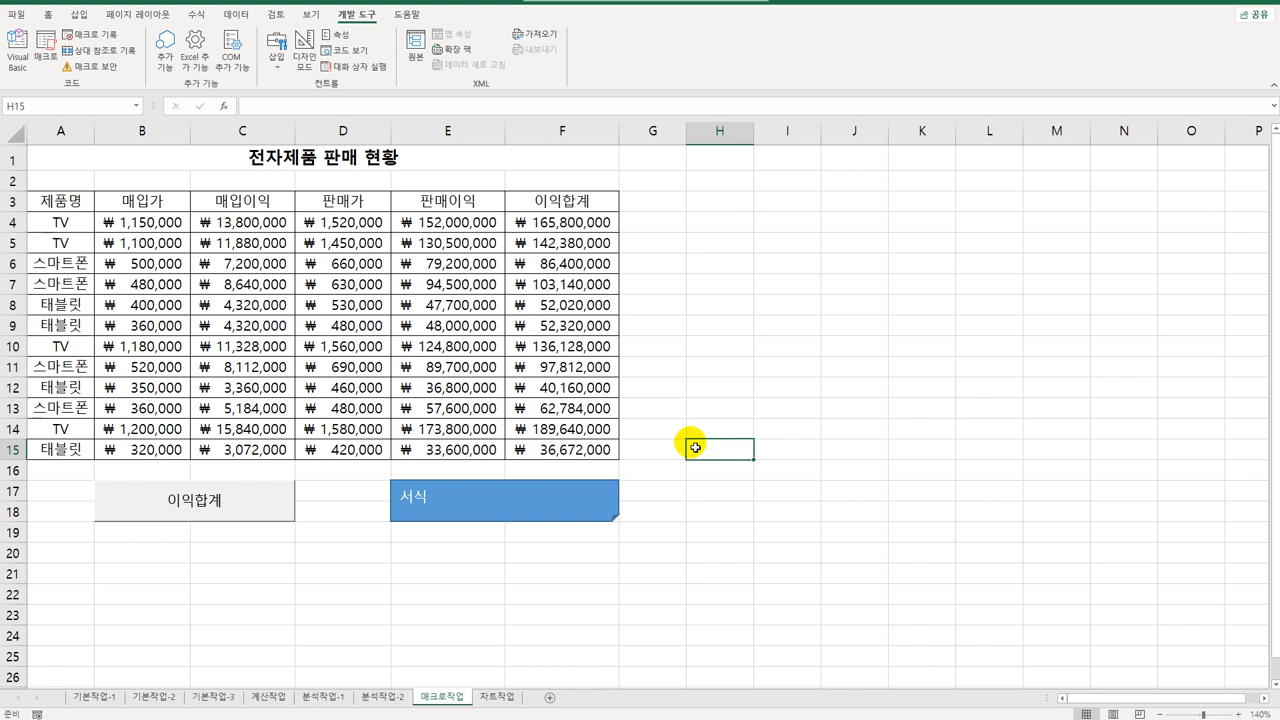 파일 홈 삽입 페이지 레이아웃 수식 데이터 검토 보기 개발 도구 도움말 공유
Visual Basic
매크로
매크로 기록
상대 참조로 기록
매크로 보안
코드
추가 기능
Excel 추가 기능
COM 추가 기능
추가 기능
삽입
디자인 모드
속성
코드 보기
대화 상자 실행
컨트롤
원본
맵 속성
확장 팩
데이터 새로 고침
가져오기
내보내기
XML
H15 fx
A B C D E F G H I J K L M N O P
1 전자제품 판매 현황
2
3 제품명 매입가 매입이익 판매가 판매이익 이익합계
4 TV ₩ 1,150,000 ₩ 13,800,000 ₩ 1,520,000 ₩ 152,000,000 ₩ 165,800,000
5 TV ₩ 1,100,000 ₩ 11,880,000 ₩ 1,450,000 ₩ 130,500,000 ₩ 142,380,000
6 스마트폰 ₩ 500,000 ₩ 7,200,000 ₩ 660,000 ₩ 79,200,000 ₩ 86,400,000
7 스마트폰 ₩ 480,000 ₩ 8,640,000 ₩ 630,000 ₩ 94,500,000 ₩ 103,140,000
8 태블릿 ₩ 400,000 ₩ 4,320,000 ₩ 530,000 ₩ 47,700,000 ₩ 52,020,000
9 태블릿 ₩ 360,000 ₩ 4,320,000 ₩ 480,000 ₩ 48,000,000 ₩ 52,320,000
10 TV ₩ 1,180,000 ₩ 11,328,000 ₩ 1,560,000 ₩ 124,800,000 ₩ 136,128,000
11 스마트폰 ₩ 520,000 ₩ 8,112,000 ₩ 690,000 ₩ 89,700,000 ₩ 97,812,000
12 태블릿 ₩ 350,000 ₩ 3,360,000 ₩ 460,000 ₩ 36,800,000 ₩ 40,160,000
13 스마트폰 ₩ 360,000 ₩ 5,184,000 ₩ 480,000 ₩ 57,600,000 ₩ 62,784,000
14 TV ₩ 1,200,000 ₩ 15,840,000 ₩ 1,580,000 ₩ 173,800,000 ₩ 189,640,000
15 태블릿 ₩ 320,000 ₩ 3,072,000 ₩ 420,000 ₩ 33,600,000 ₩ 36,672,000
16
17 이익합계 서식
18
19
20
21
22
23
24
25
26
기본작업-1 기본작업-2 기본작업-3 계산작업 분석작업-1 분석작업-2 매크로작업 차트작업
준비 140%